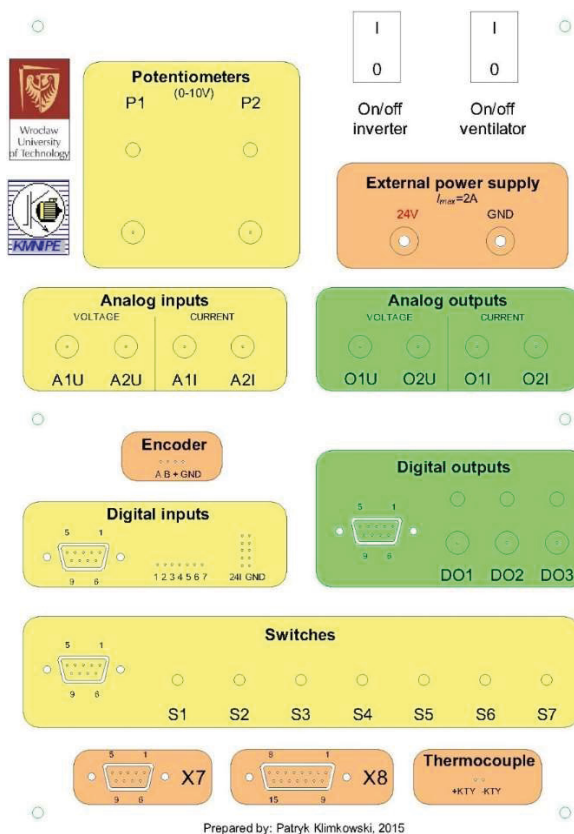 Wroclaw
University
of Technology
KMNIPE
Potentiometers
(0-10V)
P1 P2
I I
0 0
On/off
inverter
On/off
ventilator
External power supply
Imax=2A
24V GND
Analog inputs
VOLTAGE CURRENT
A1U A2U A1I A2I
Analog outputs
VOLTAGE CURRENT
O1U O2U O1I O2I
Encoder
A B + GND
Digital inputs
5 1
9 6
1 2 3 4 5 6 7
24I GND
Digital outputs
5 1
9 6
DO1 DO2 DO3
Switches
5 1
9 6
S1 S2 S3 S4 S5 S6 S7
5 1
X7
9 6
8 1
X8
15 9
Thermocouple
+KTY -KTY
Prepared by: Patryk Klimkowski, 2015